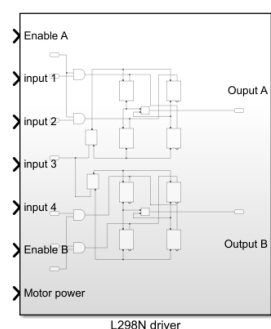 Enable A
input 1
Ouput A
input 2
input 3
input 4
Output B
Enable B
Motor power
L298N driver